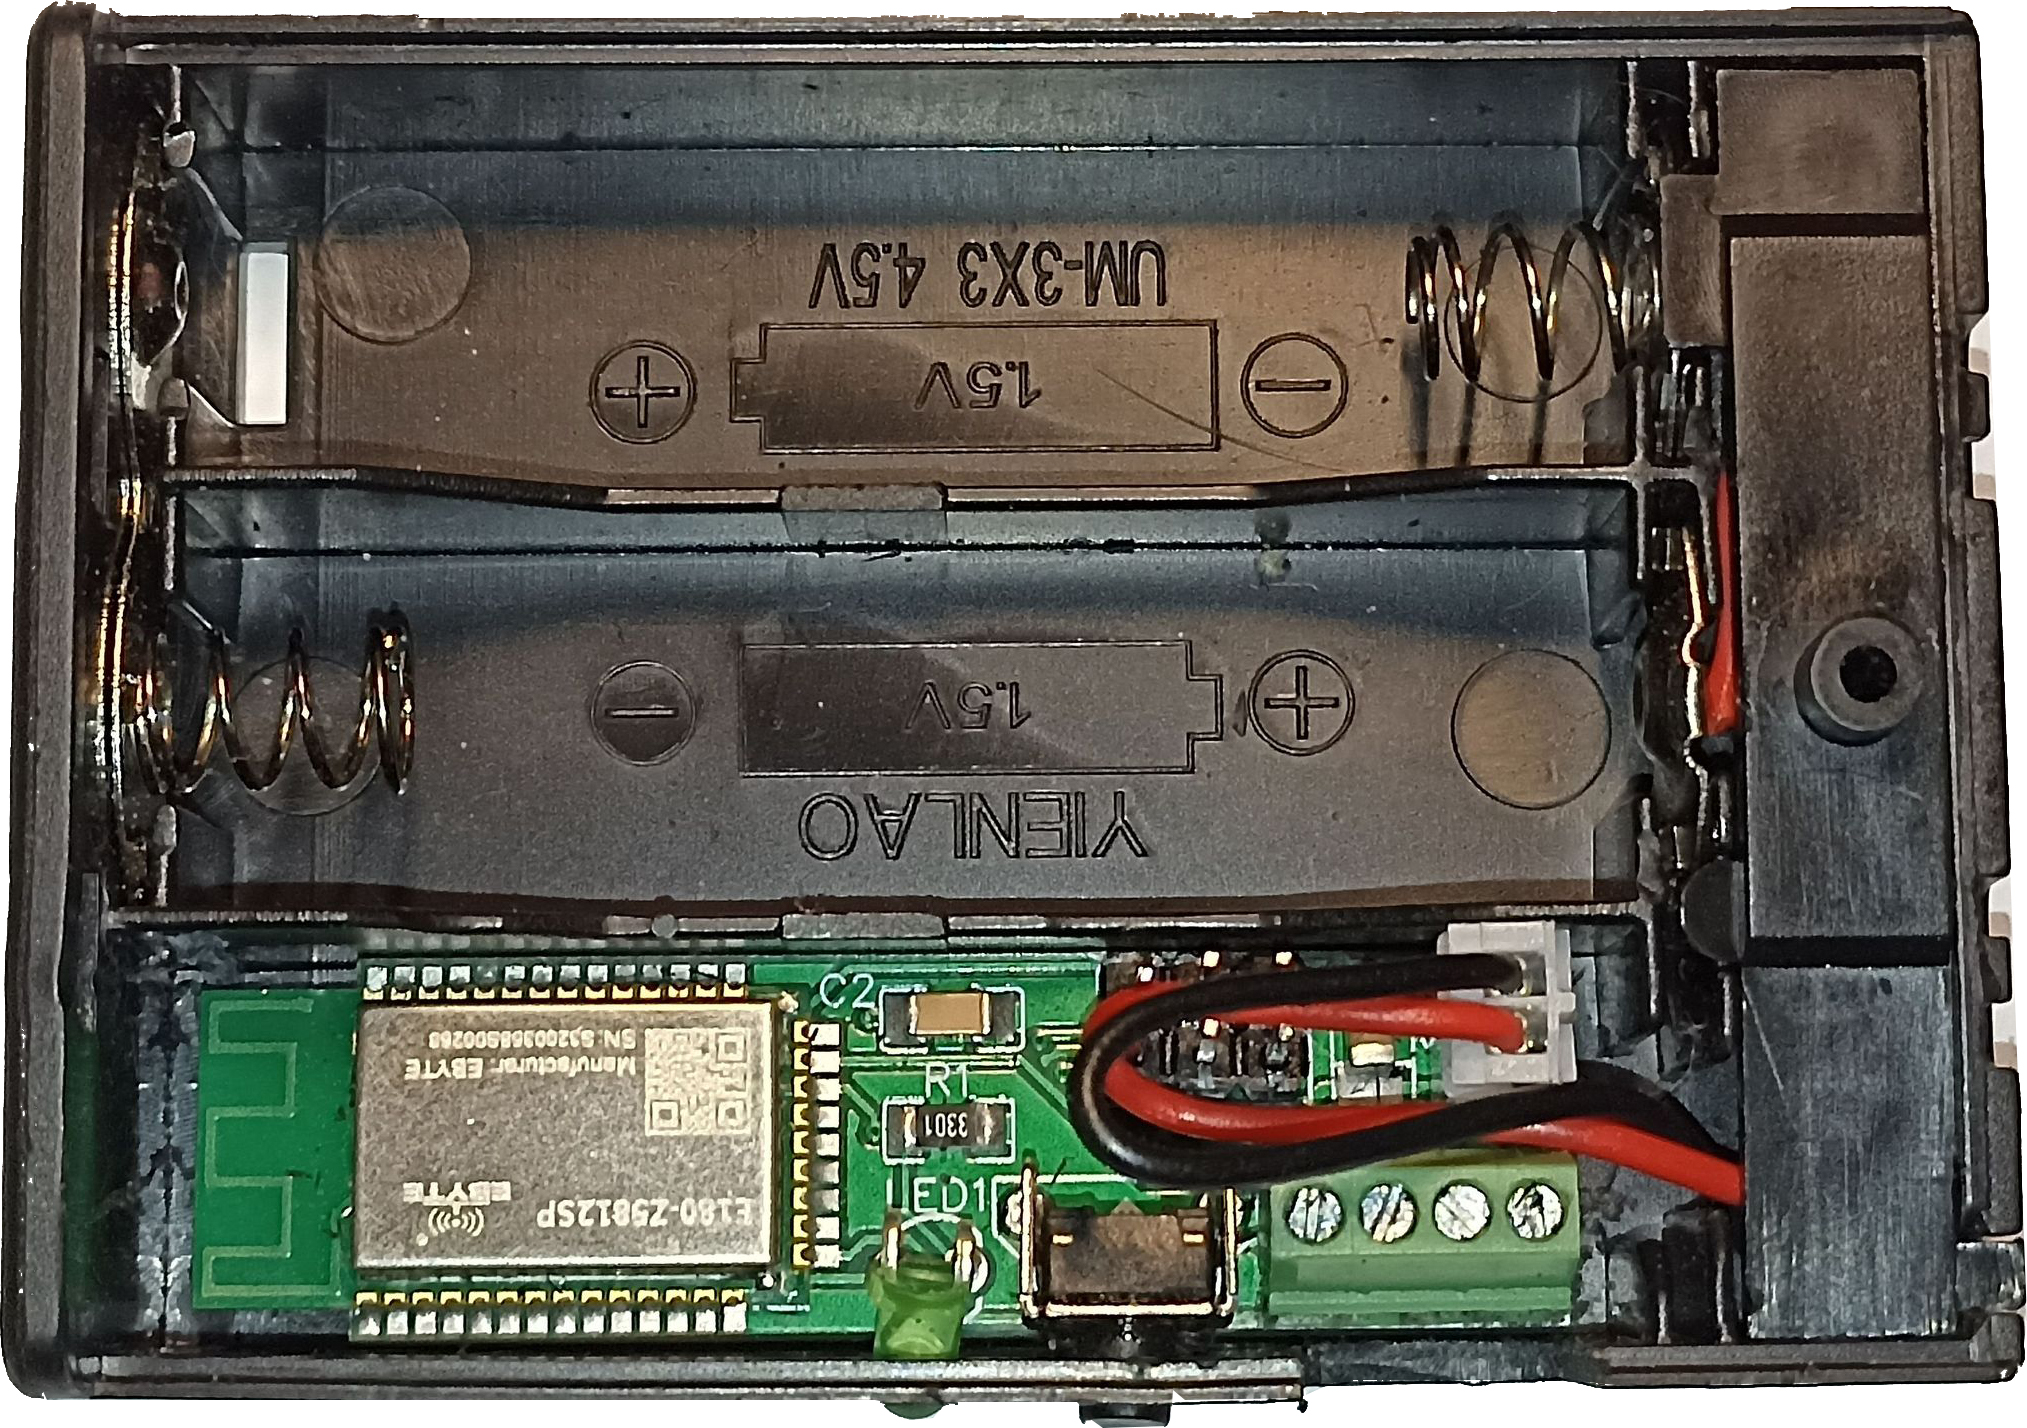 UM-3X3 4.5V
1.5V
1.5V
YIENLAO
C2
R1
3301
LED1
E180-Z5812SP
EBYTE
Manufacturer: EBYTE